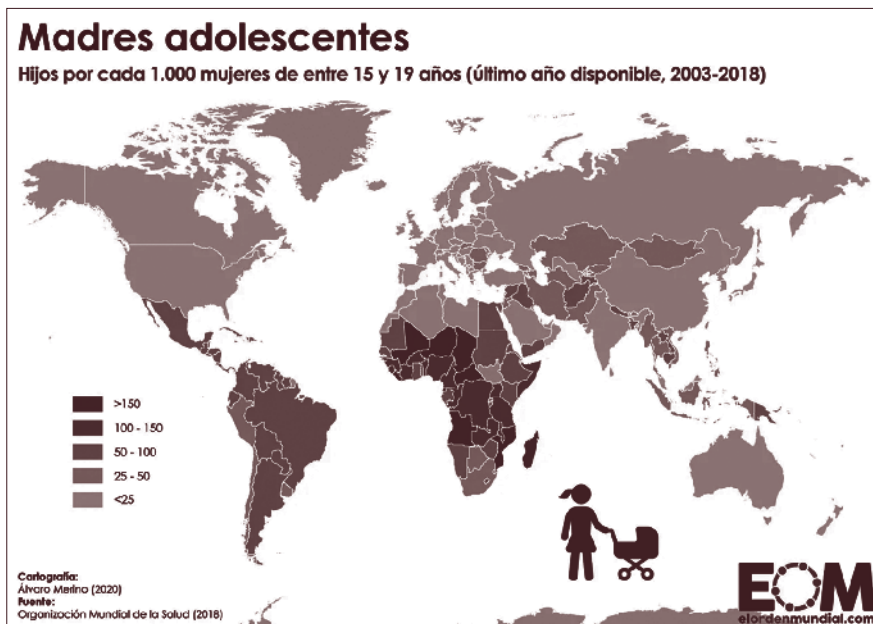 Madres adolescentes
Hijos por cada 1.000 mujeres de entre 15 y 19 años (último año disponible, 2003-2018)
>150
100 - 150
50 - 100
25 - 50
<25
Cartografía:
Álvaro Merino (2020)
Fuente:
Organización Mundial de la Salud (2018)
EOM
elordenmundial.com